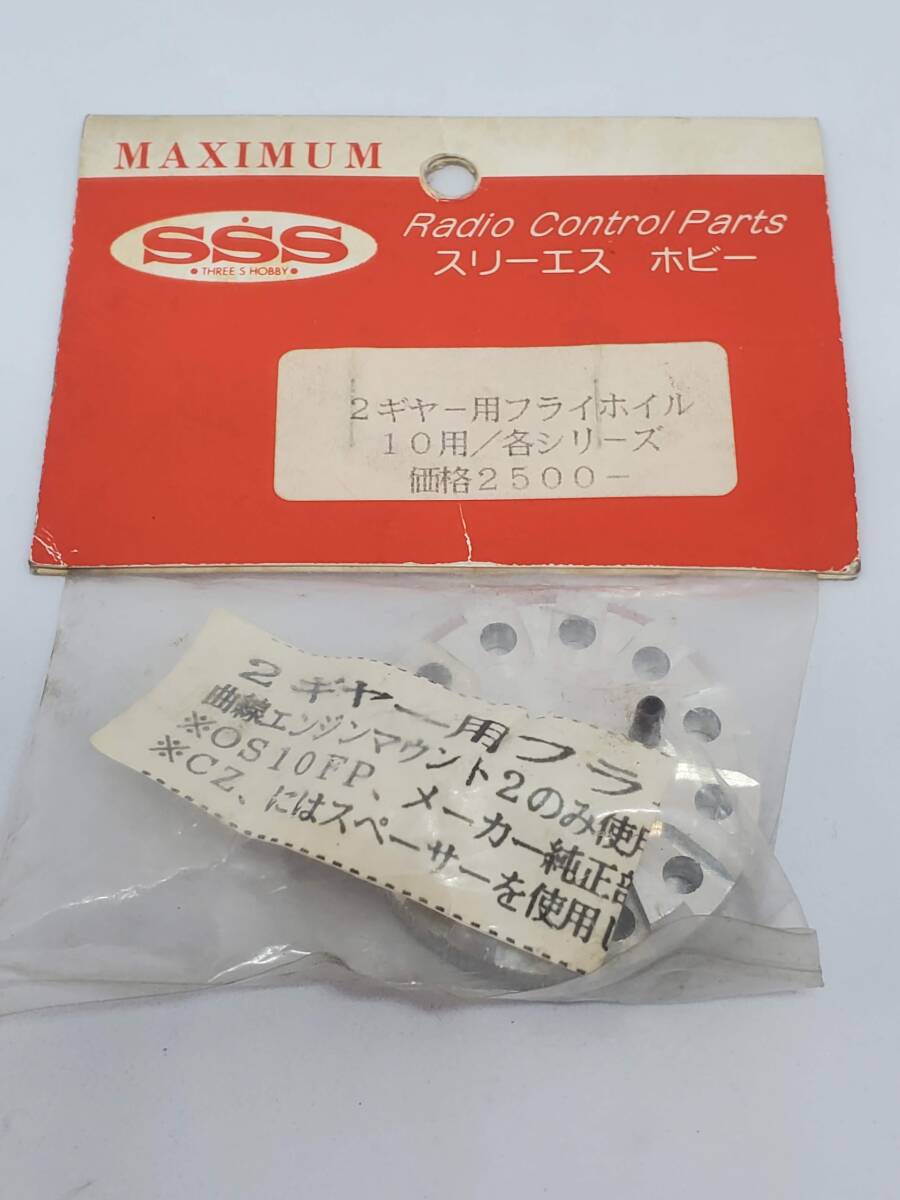 MAXIMUM
SSS
• THREE S HOBBY •
Radio Control Parts
スリーエス ホビー
2ギヤー用フライホイル
10用/各シリーズ
価格2500-
2ギヤー用フラ
曲線エンジンマウント2のみ使用
※OS10FP、メーカー純正部
※CZ、にはスペーサーを使用し